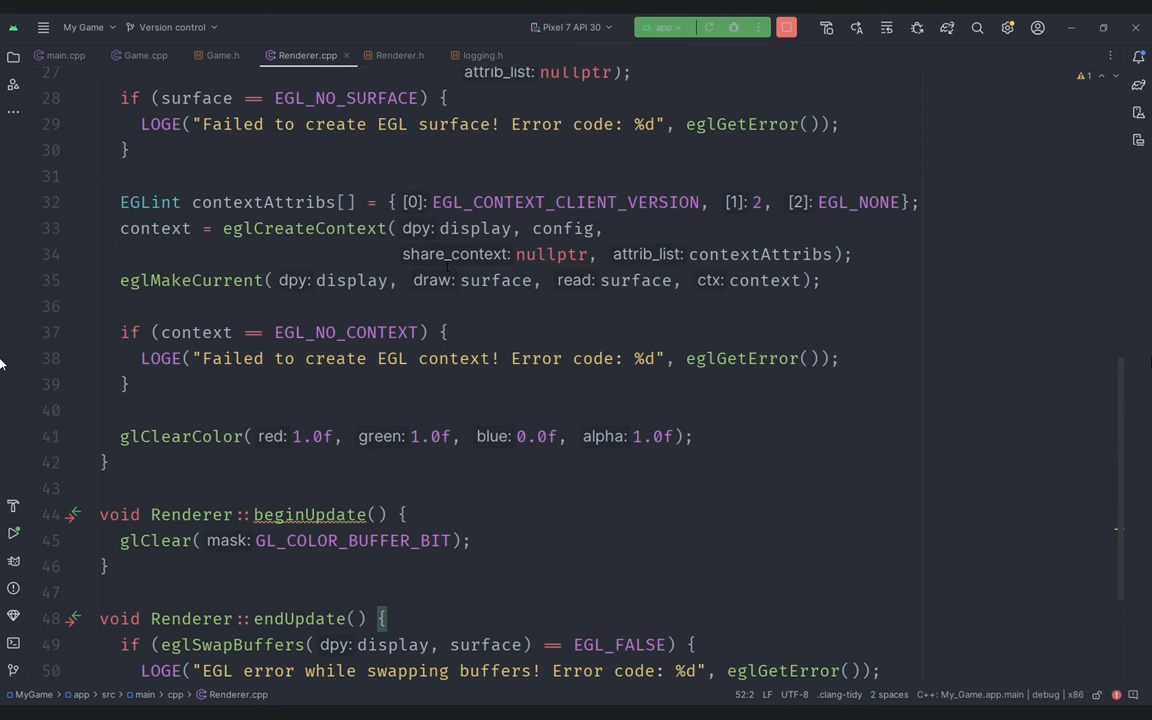 My Game Version control Pixel 7 API 30 app
main.cpp Game.cpp Game.h Renderer.cpp Renderer.h logging.h
27 attrib_list: nullptr); 1
28 if (surface == EGL_NO_SURFACE) {
29 LOGE("Failed to create EGL surface! Error code: %d", eglGetError());
30 }
31
32 EGLint contextAttribs[] = { [0]: EGL_CONTEXT_CLIENT_VERSION, [1]: 2, [2]: EGL_NONE};
33 context = eglCreateContext( dpy: display, config,
34 share_context: nullptr, attrib_list: contextAttribs);
35 eglMakeCurrent( dpy: display, draw: surface, read: surface, ctx: context);
36
37 if (context == EGL_NO_CONTEXT) {
38 LOGE("Failed to create EGL context! Error code: %d", eglGetError());
39 }
40
41 glClearColor( red: 1.0f, green: 1.0f, blue: 0.0f, alpha: 1.0f);
42 }
43
44 void Renderer::beginUpdate() {
45 glClear( mask: GL_COLOR_BUFFER_BIT);
46 }
47
48 void Renderer::endUpdate() {
49 if (eglSwapBuffers( dpy: display, surface) == EGL_FALSE) {
50 LOGE("EGL error while swapping buffers! Error code: %d", eglGetError());
MyGame app src main cpp Renderer.cpp 52:2 LF UTF-8 .clang-tidy 2 spaces C++: My_Game.app.main | debug | x86